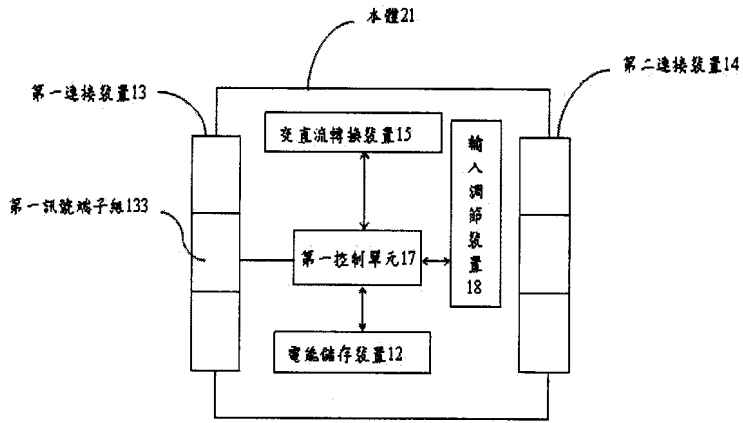 本體21
第一連接裝置13
第二連接裝置14
交直流轉換裝置15
輸入調節裝置18
第一訊號端子組133
第一控制單元17
電能儲存裝置12